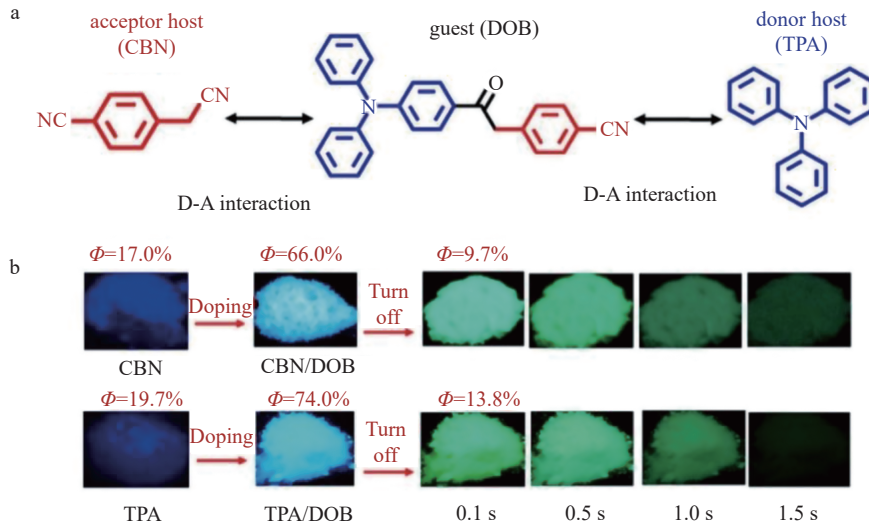 a
acceptor host
(CBN)
guest (DOB)
donor host
(TPA)
NC
CN
N
O
CN
N
D-A interaction
D-A interaction
b
Φ=17.0%
Φ=66.0%
Φ=9.7%
Doping
Turn
off
CBN
CBN/DOB
Φ=19.7%
Φ=74.0%
Φ=13.8%
Doping
Turn
off
TPA
TPA/DOB
0.1 s
0.5 s
1.0 s
1.5 s